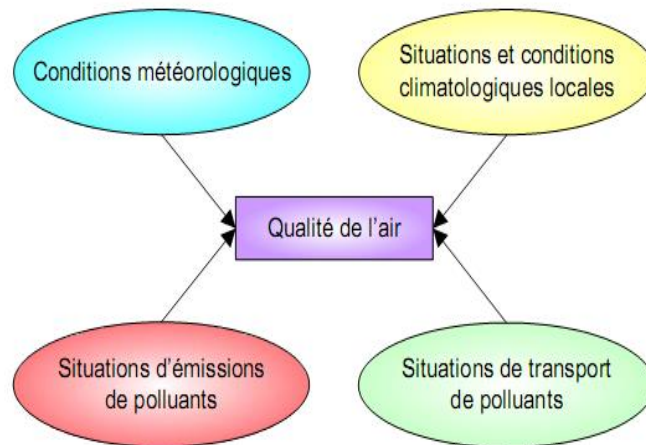 Conditions météorologiques
Situations et conditions
climatologiques locales
Qualité de l'air
Situations d'émissions
de polluants
Situations de transport
de polluants